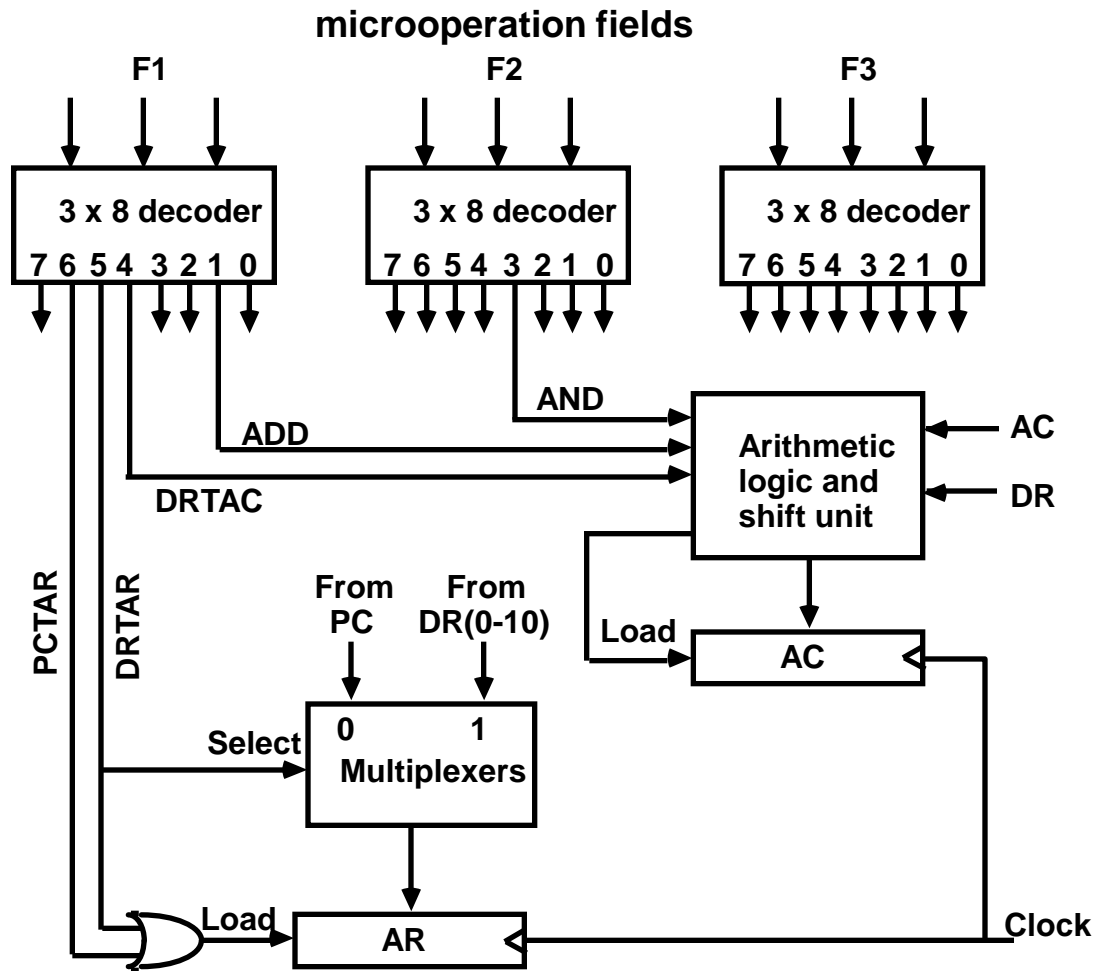 microoperation fields
F1
F2
F3
3 x 8 decoder
7 6 5 4 3 2 1 0
3 x 8 decoder
7 6 5 4 3 2 1 0
3 x 8 decoder
7 6 5 4 3 2 1 0
AND
ADD
DRTAC
Arithmetic
logic and
shift unit
AC
DR
PCTAR
DRTAR
From
PC
From
DR(0-10)
Load
AC
Select
0 1
Multiplexers
Load
AR
Clock